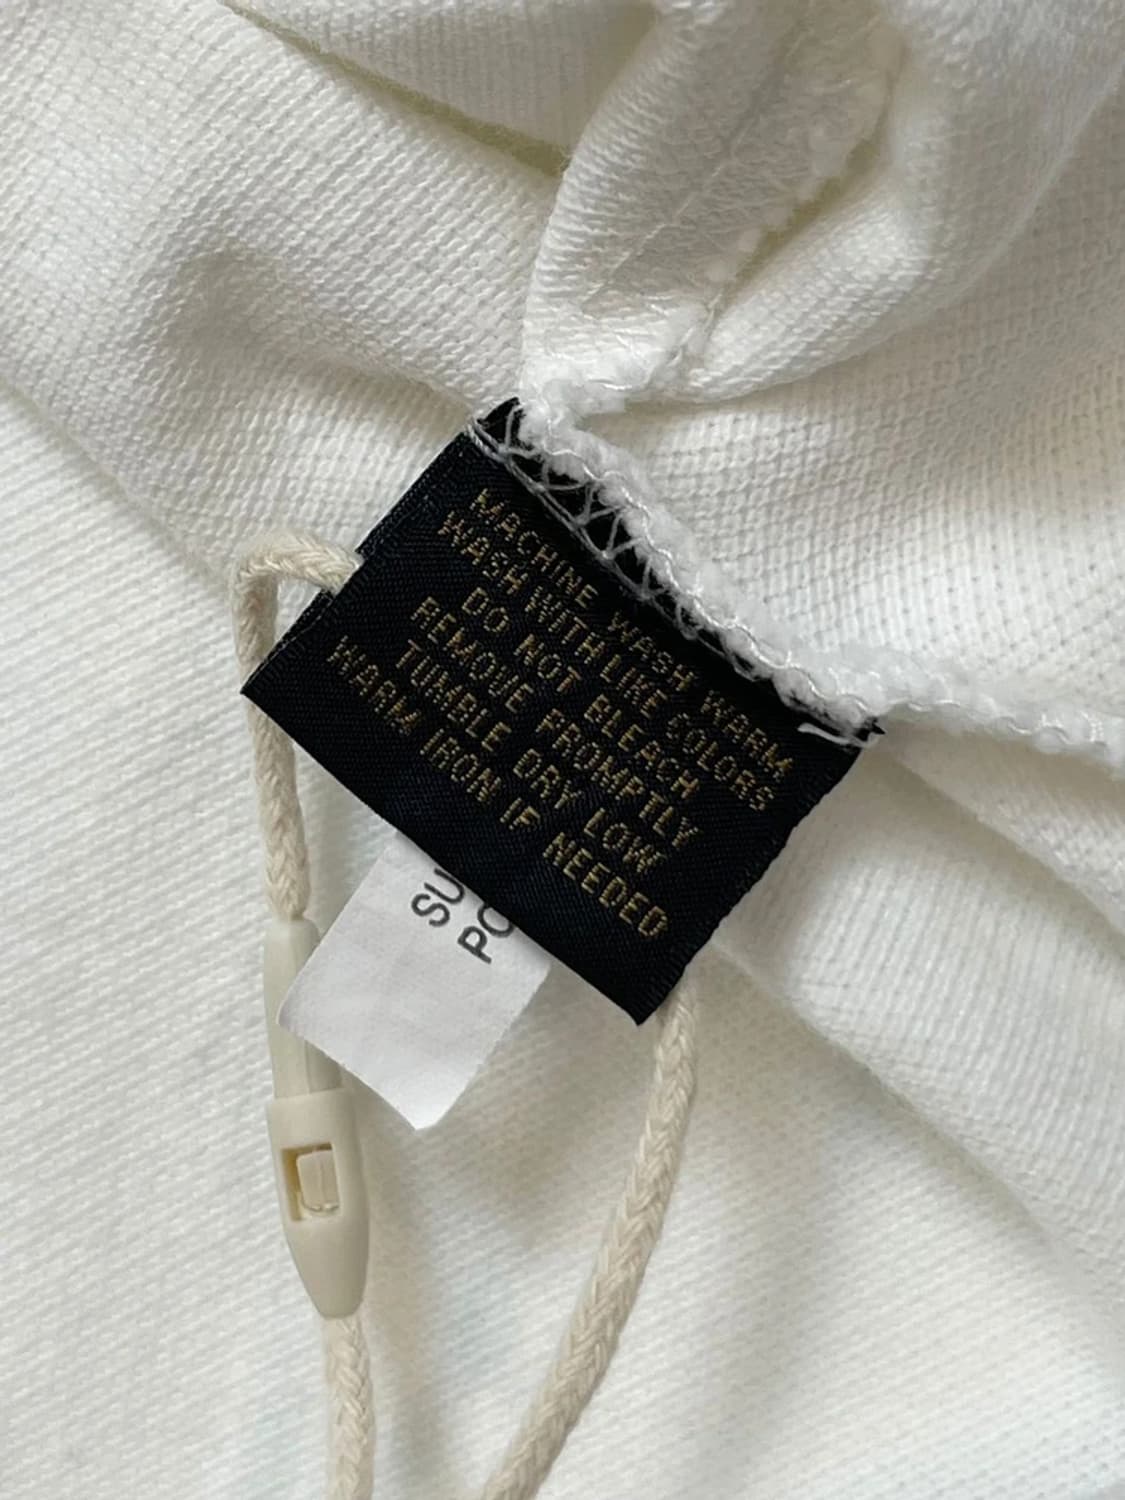 MACHINE WASH WARM
WASH WITH LIKE COLORS
DO NOT BLEACH
REMOVE PROMPTLY
TUMBLE DRY LOW
WARM IRON IF NEEDED
SU
PO